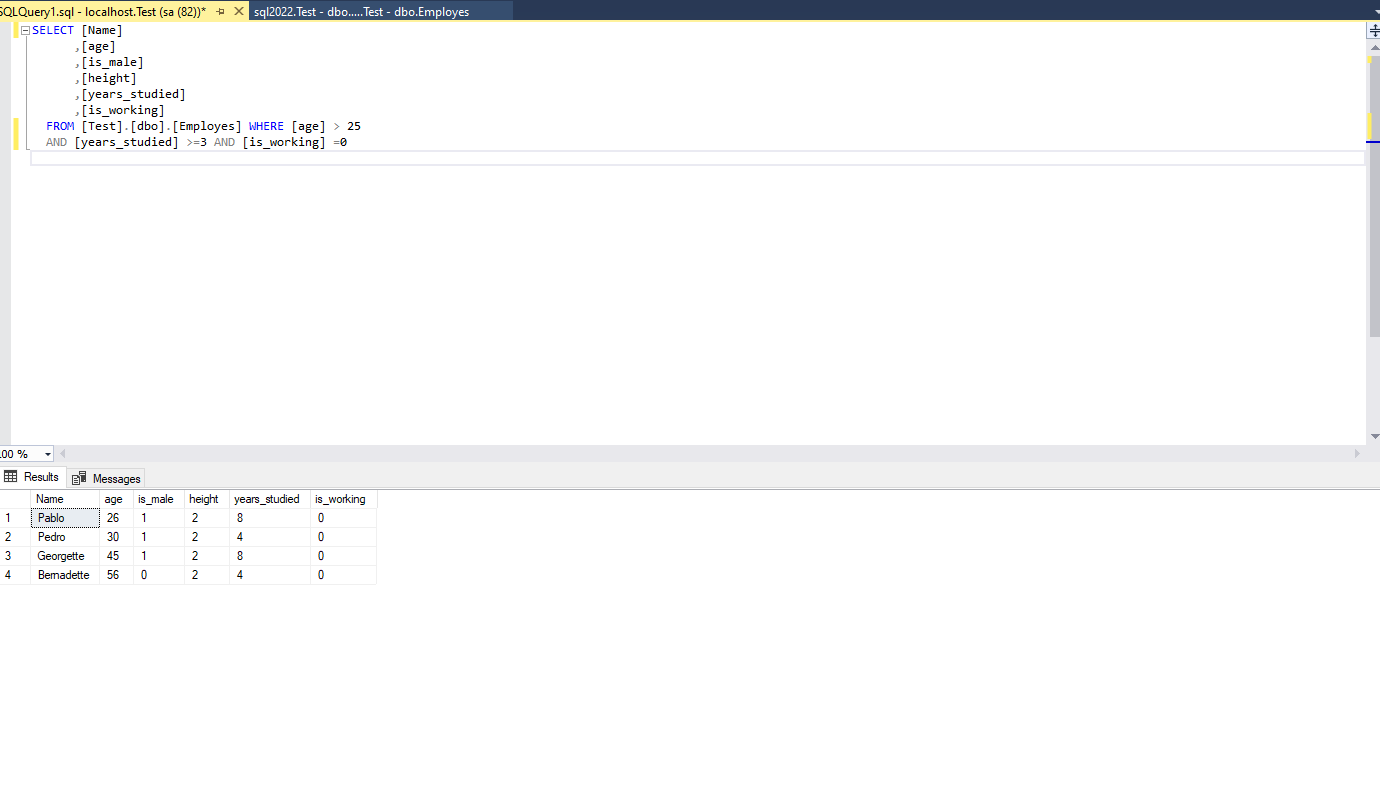 SQLQuery1.sql - localhost.Test (sa (82))* sql2022.Test - dbo.....Test - dbo.Employes
SELECT [Name]
,[age]
,[is_male]
,[height]
,[years_studied]
,[is_working]
FROM [Test].[dbo].[Employes] WHERE [age] > 25
AND [years_studied] >=3 AND [is_working] =0
.00 %
Results Messages
Name age is_male height years_studied is_working
1 Pablo 26 1 2 8 0
2 Pedro 30 1 2 4 0
3 Georgette 45 1 2 8 0
4 Bernadette 56 0 2 4 0